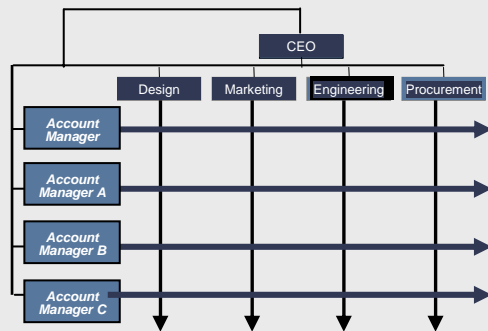 CEO
Design
Marketing
Engineering
Procurement
Account
Manager
Account
Manager A
Account
Manager B
Account
Manager C